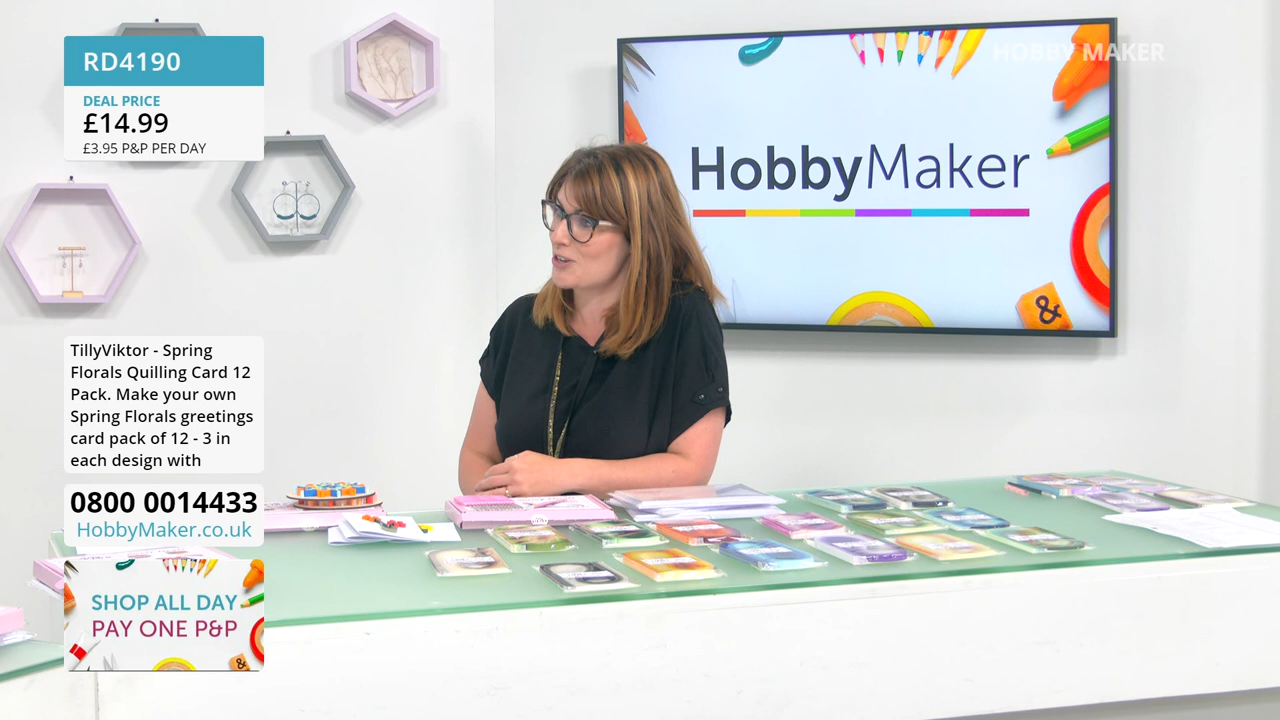 RD4190
DEAL PRICE
£14.99
£3.95 P&P PER DAY
HOBBY MAKER
HobbyMaker
&
TillyViktor - Spring
Florals Quilling Card 12
Pack. Make your own
Spring Florals greetings
card pack of 12 - 3 in
each design with
0800 0014433
HobbyMaker.co.uk
SHOP ALL DAY
PAY ONE P&P
&